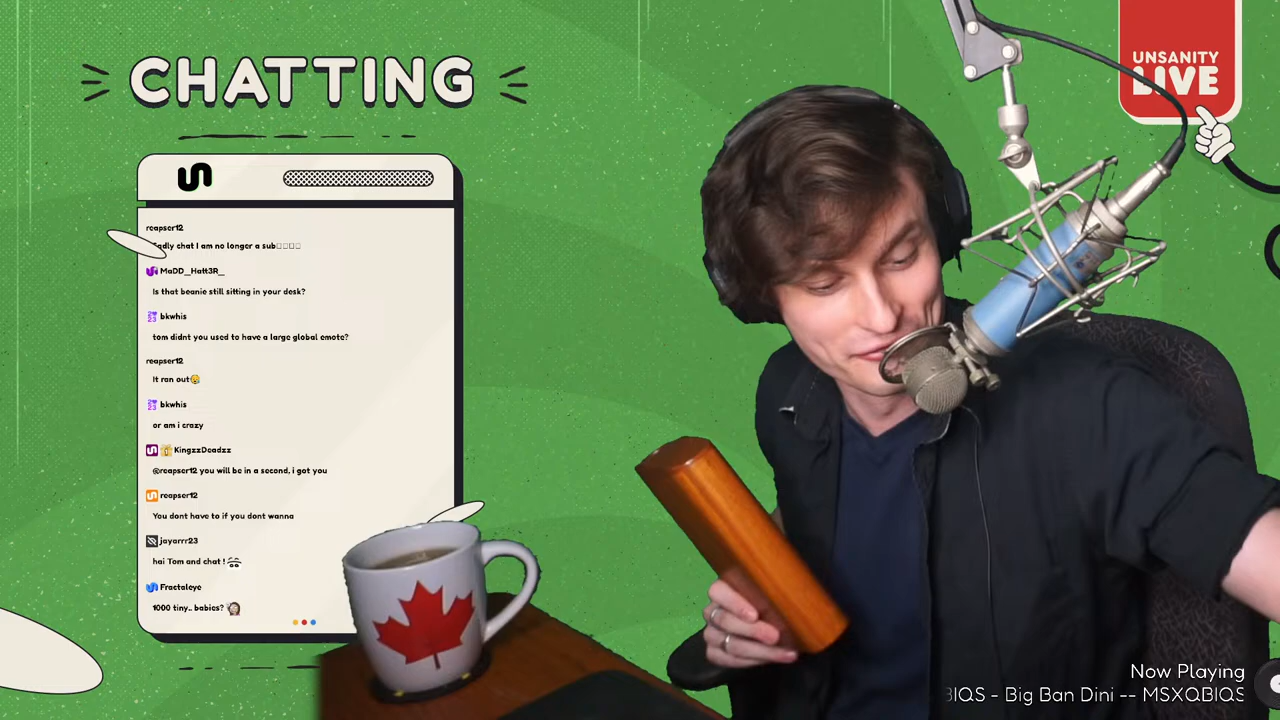 CHATTING
UNSANITY
LIVE
reapser12
adly chat I am no longer a sub
MaDD_Hatt3R_
Is that beanie still sitting in your desk?
bkwhis
tom didnt you used to have a large global emote?
reapser12
It ran out
bkwhis
or am i crazy
KingzzDeadzz
@reapser12 you will be in a second, i got you
reapser12
You dont have to if you dont wanna
jayarrr23
hai Tom and chat !
Fractaleye
1000 tiny.. babies?
Now Playing
BIQS - Big Ban Dini -- MSXQBIQS